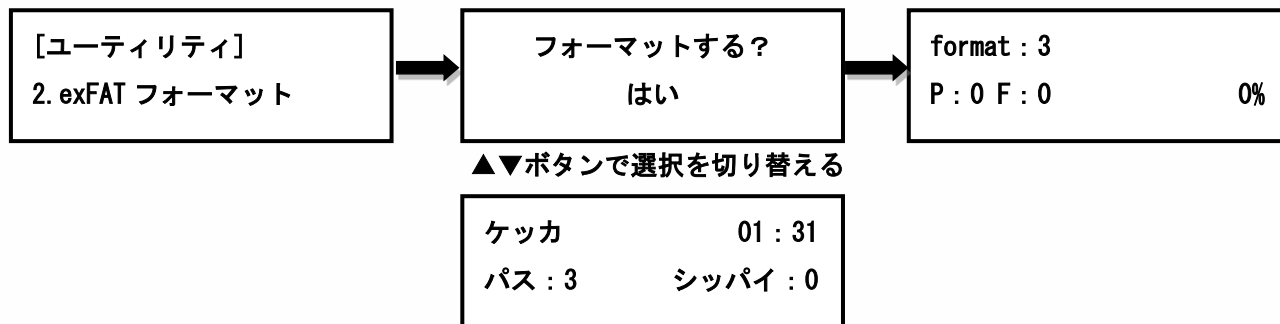 [ユーティリティ]
2.exFAT フォーマット
フォーマットする？
はい
format：3
P：0 F：0 0%
▲▼ボタンで選択を切り替える
ケッカ 01：31
パス：3 シッパイ：0